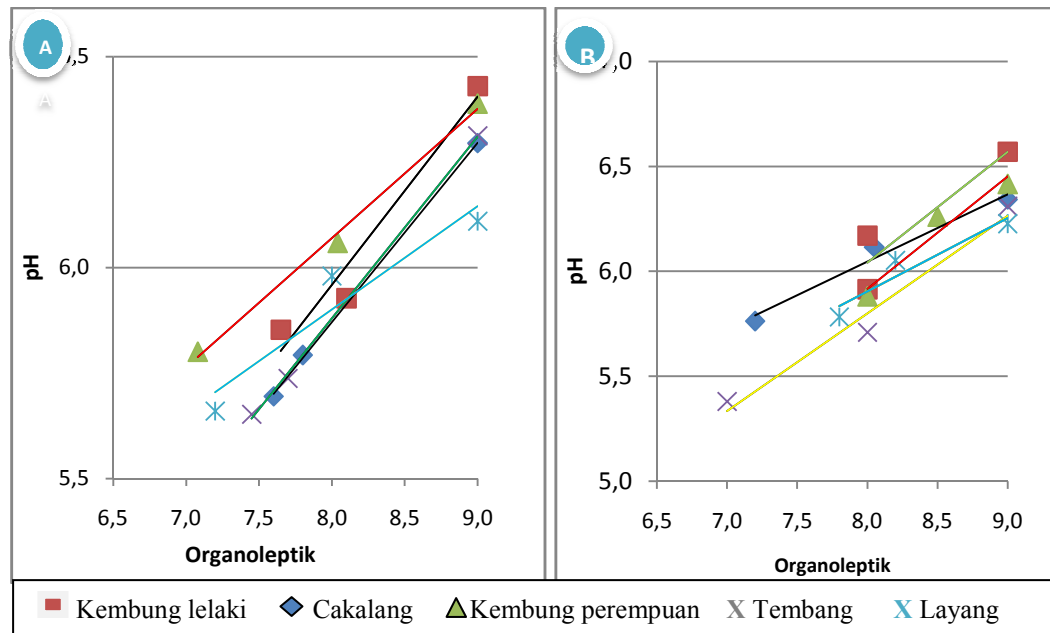 A
A
6,5
6,0
5,5
pH
6,5 7,0 7,5 8,0 8,5 9,0
Organoleptik
B
7,0
6,5
6,0
5,5
5,0
pH
6,5 7,0 7,5 8,0 8,5 9,0
Organoleptik
Kembung lelaki Cakalang Kembung perempuan X Tembang X Layang